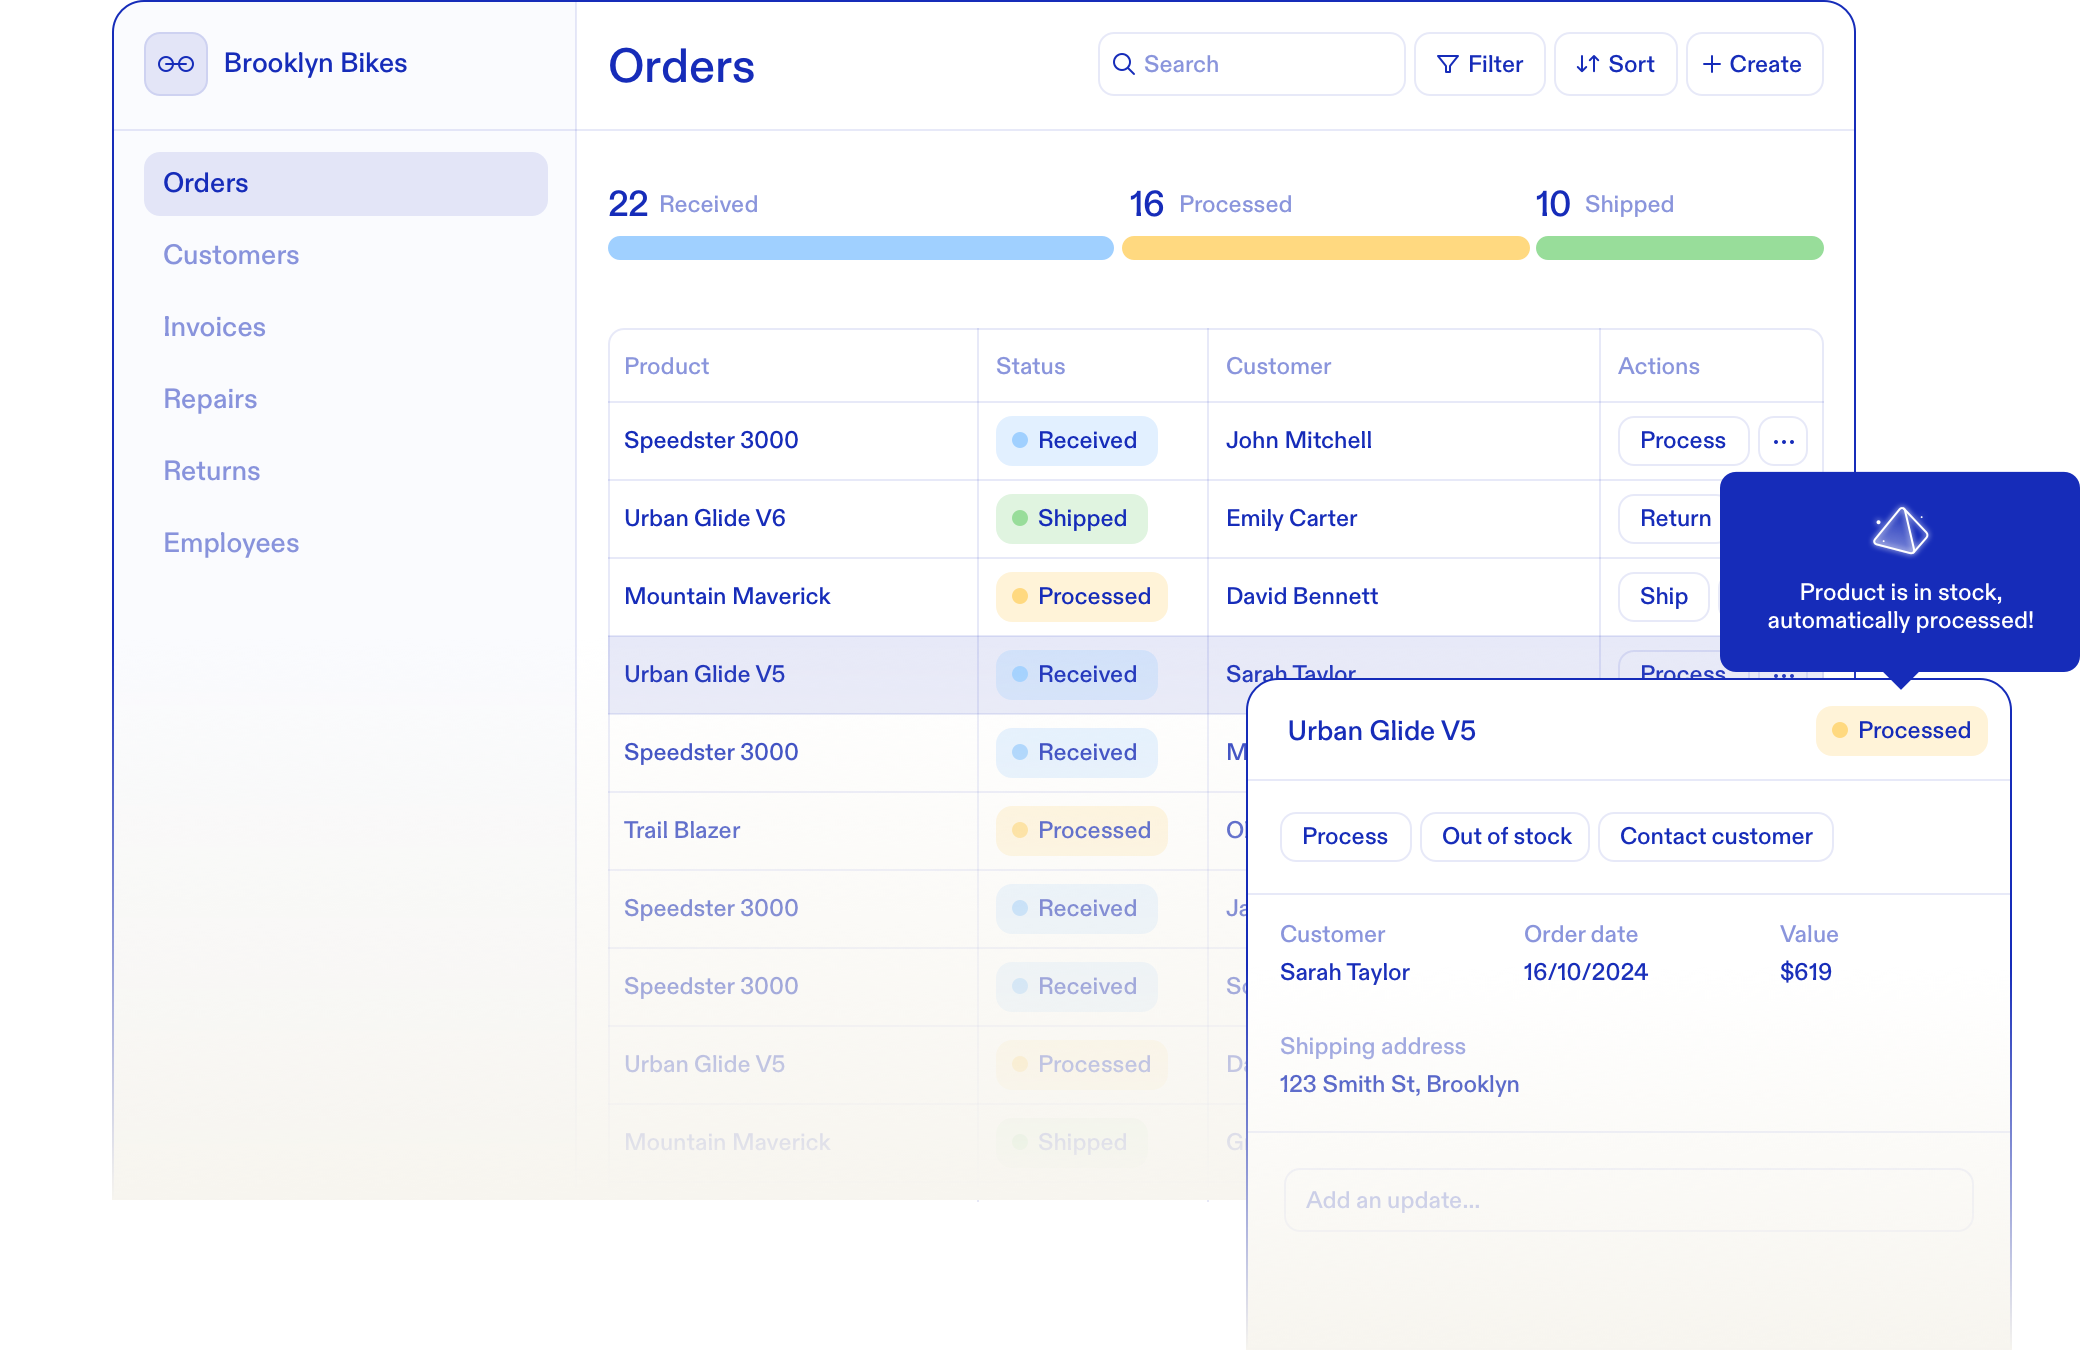 Brooklyn Bikes
Orders
Search
Filter
Sort
Create
Orders
Customers
Invoices
Repairs
Returns
Employees
22 Received
16 Processed
10 Shipped
Product Status Customer Actions
Speedster 3000 Received John Mitchell Process ...
Urban Glide V6 Shipped Emily Carter Return
Mountain Maverick Processed David Bennett Ship
Urban Glide V5 Received Sarah Taylor Process ...
Speedster 3000 Received
Trail Blazer Processed
Speedster 3000 Received
Speedster 3000 Received
Urban Glide V5 Processed
Mountain Maverick Shipped
Product is in stock,
automatically processed!
Urban Glide V5 Processed
Process Out of stock Contact customer
Customer Order date Value
Sarah Taylor 16/10/2024 $619
Shipping address
123 Smith St, Brooklyn
Add an update...